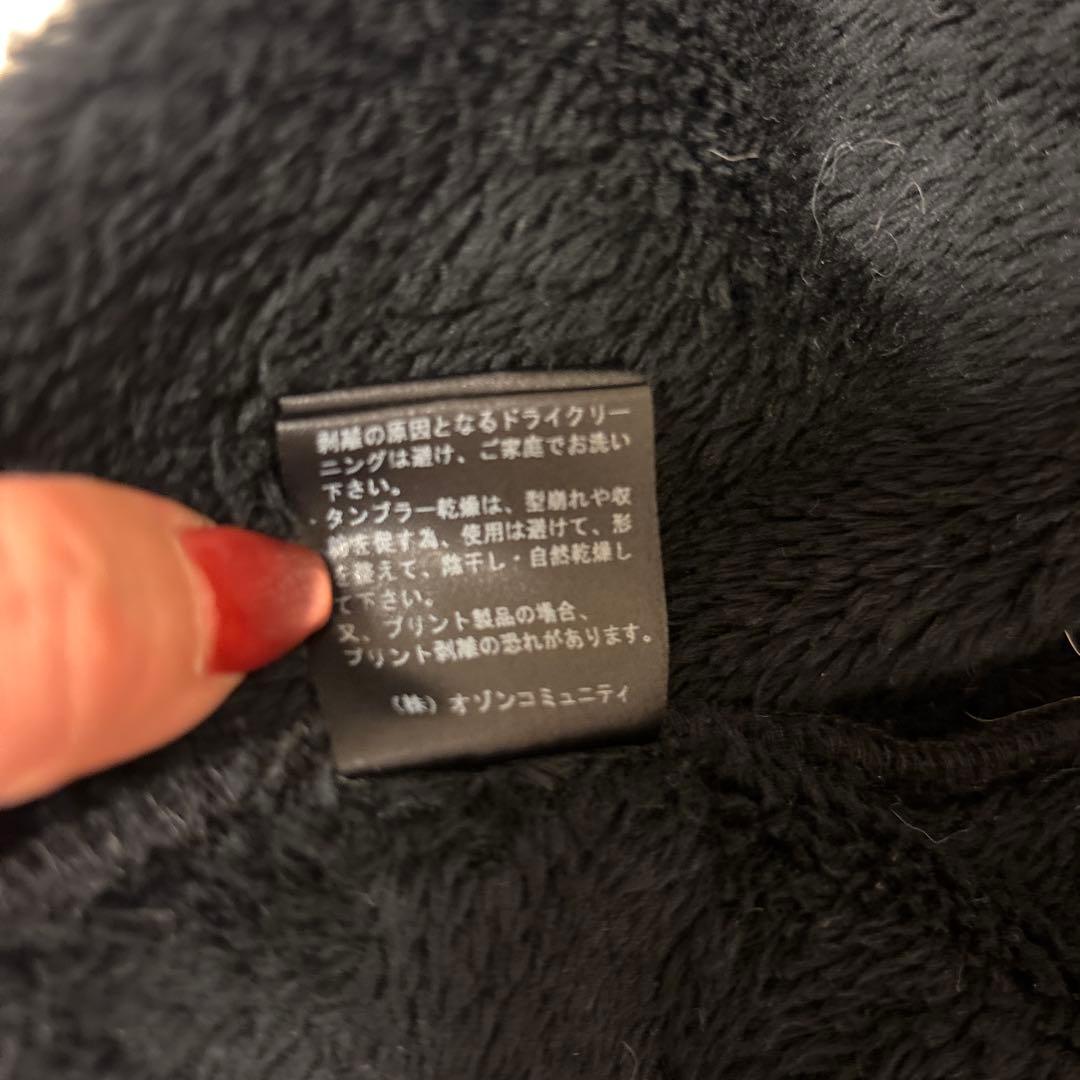 剥離の原因となるドライクリー
ニングは避け、ご家庭でお洗い
下さい。
・タンブラー乾燥は、型崩れや収
を促す為、使用は避けて、形
を整えて、陰干し・自然乾燥し
て下さい。
又、プリント製品の場合、
プリント剥離の恐れがあります。
(株)オゾンコミュニティ